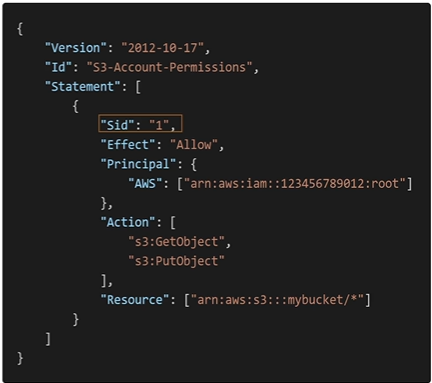 {
    "Version": "2012-10-17",
    "Id": "S3-Account-Permissions",
    "Statement": [
        {
            "Sid": "1",
            "Effect": "Allow",
            "Principal": {
                "AWS": ["arn:aws:iam::123456789012:root"]
            },
            "Action": [
                "s3:GetObject",
                "s3:PutObject"
            ],
            "Resource": ["arn:aws:s3:::mybucket/*"]
        }
    ]
}